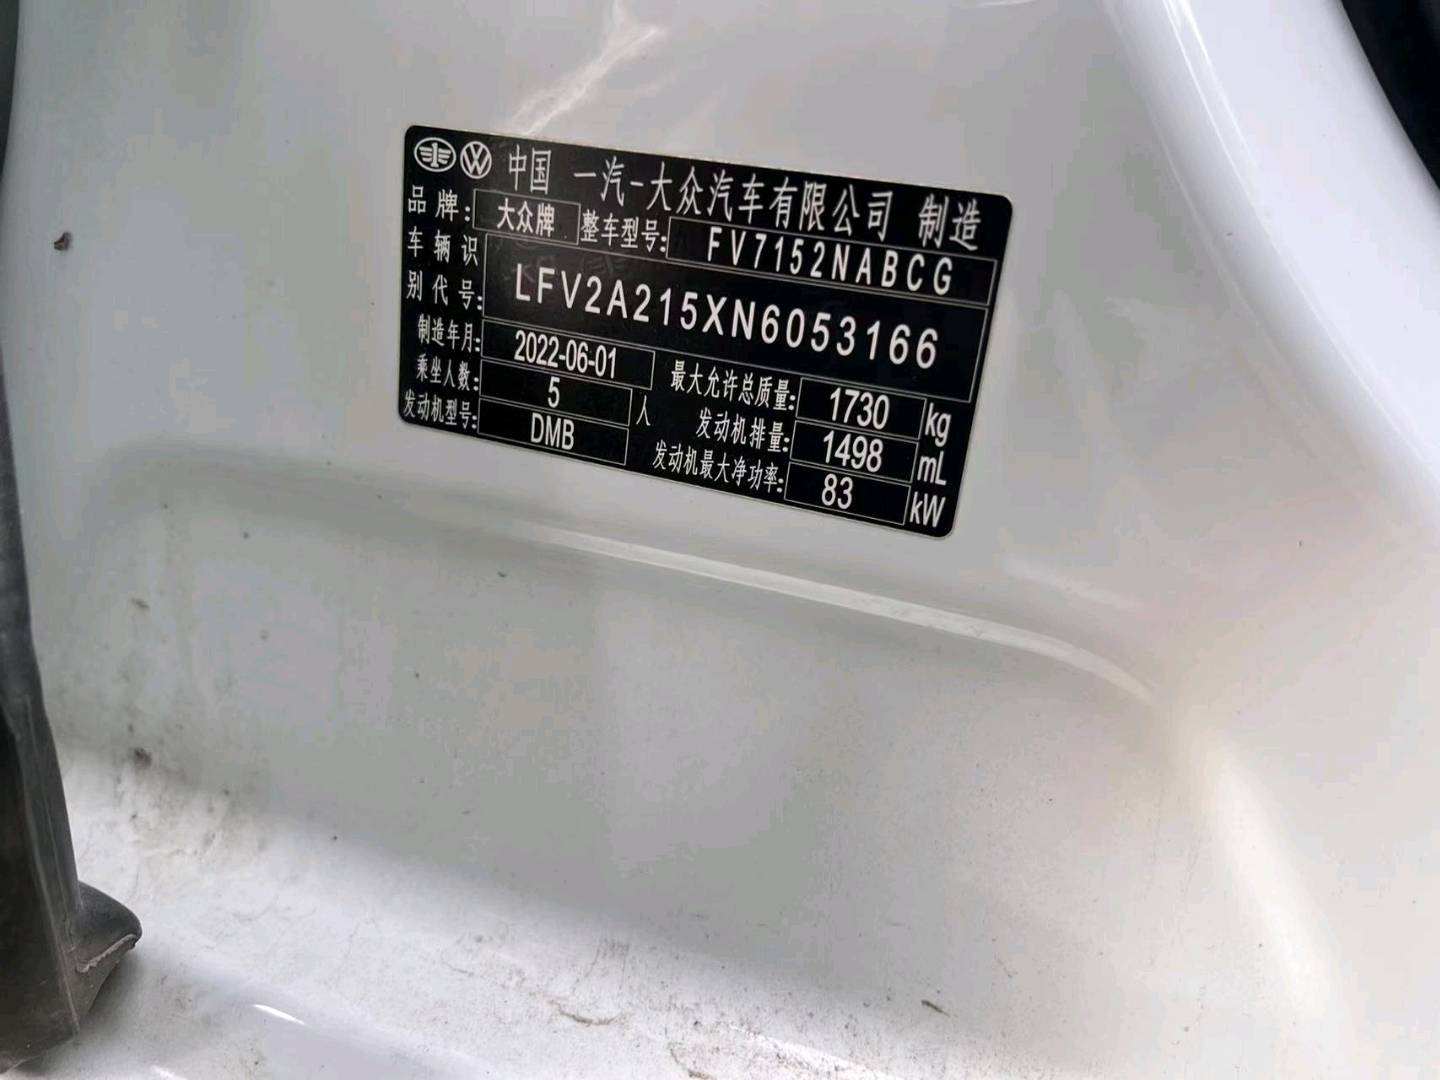 中国 一汽-大众汽车有限公司 制造
品牌: 大众牌 整车型号: FV7152NABCG
车辆识别代号: LFV2A215XN6053166
制造年月: 2022-06-01 最大允许总质量: 1730 kg
乘坐人数: 5 人 发动机排量: 1498 mL
发动机型号: DMB 发动机最大净功率: 83 kW